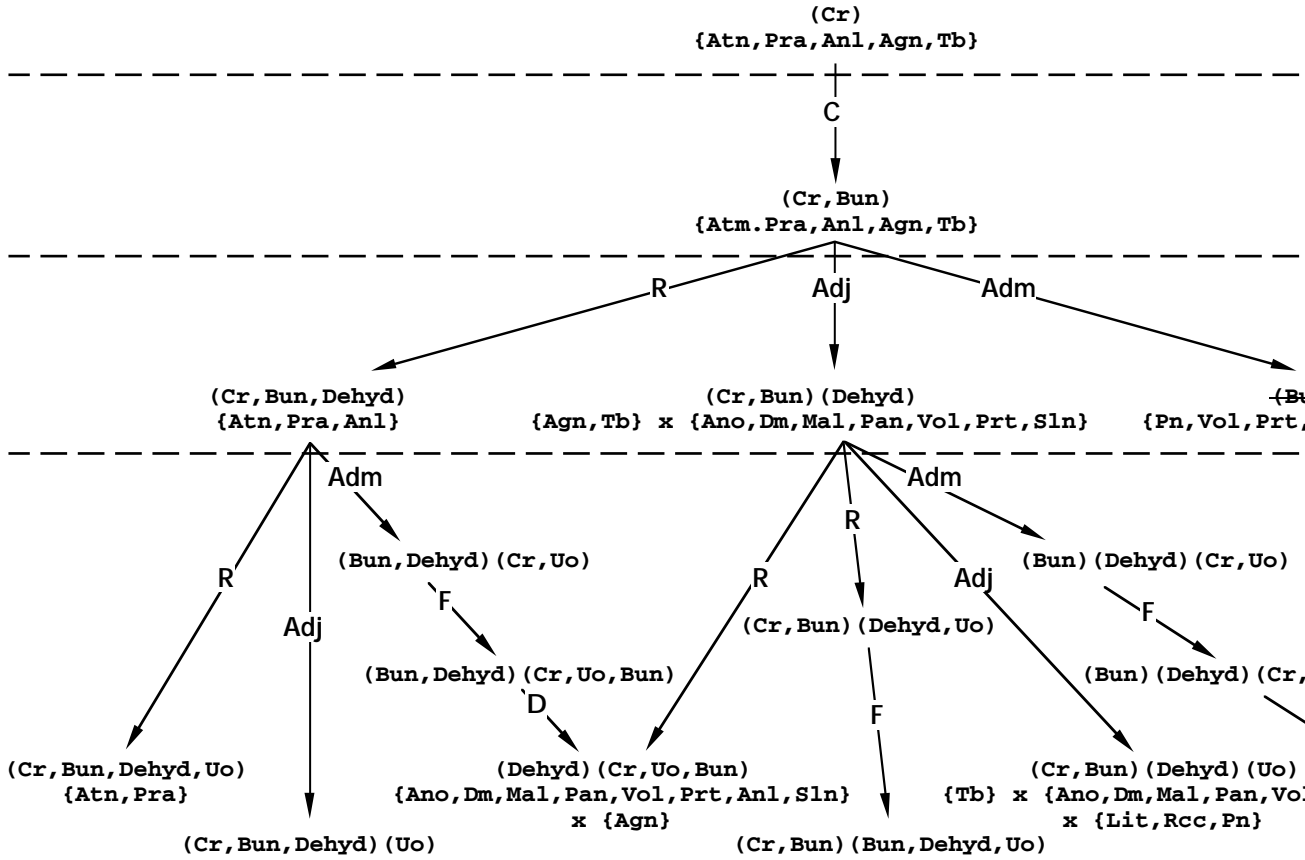 (Cr)
{Atn,Pra,Anl,Agn,Tb}
C
(Cr,Bun)
{Atm.Pra,Anl,Agn,Tb}
R
Adj
Adm
(Cr,Bun,Dehyd)
{Atn,Pra,Anl}
(Cr,Bun)(Dehyd)
{Agn,Tb} x {Ano,Dm,Mal,Pan,Vol,Prt,Sln}
(Bu
{Pn,Vol,Prt,
Adm
Adm
R
(Bun,Dehyd)(Cr,Uo)
(Bun)(Dehyd)(Cr,Uo)
R
R
Adj
F
F
Adj
(Cr,Bun)(Dehyd,Uo)
(Bun,Dehyd)(Cr,Uo,Bun)
(Bun)(Dehyd)(Cr,
D
F
(Cr,Bun,Dehyd,Uo)
{Atn,Pra}
(Dehyd)(Cr,Uo,Bun)
{Ano,Dm,Mal,Pan,Vol,Prt,Anl,Sln}
x {Agn}
(Cr,Bun)(Dehyd)(Uo)
{Tb} x {Ano,Dm,Mal,Pan,Vol
x {Lit,Rcc,Pn}
(Cr,Bun,Dehyd)(Uo)
(Cr,Bun)(Bun,Dehyd,Uo)